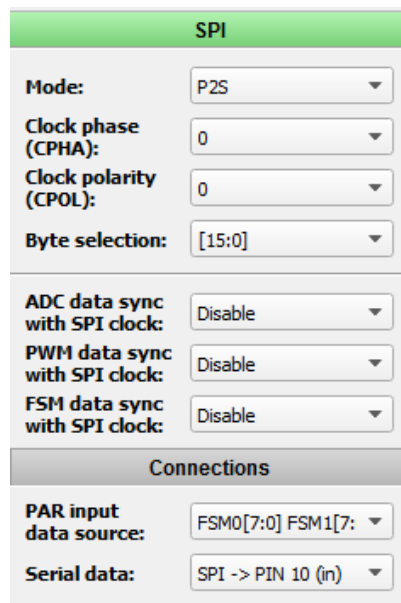 SPI
Mode: P2S
Clock phase
(CPHA): 0
Clock polarity
(CPOL): 0
Byte selection: [15:0]
ADC data sync
with SPI clock: Disable
PWM data sync
with SPI clock: Disable
FSM data sync
with SPI clock: Disable
Connections
PAR input
data source: FSM0[7:0] FSM1[7:
Serial data: SPI -> PIN 10 (in)